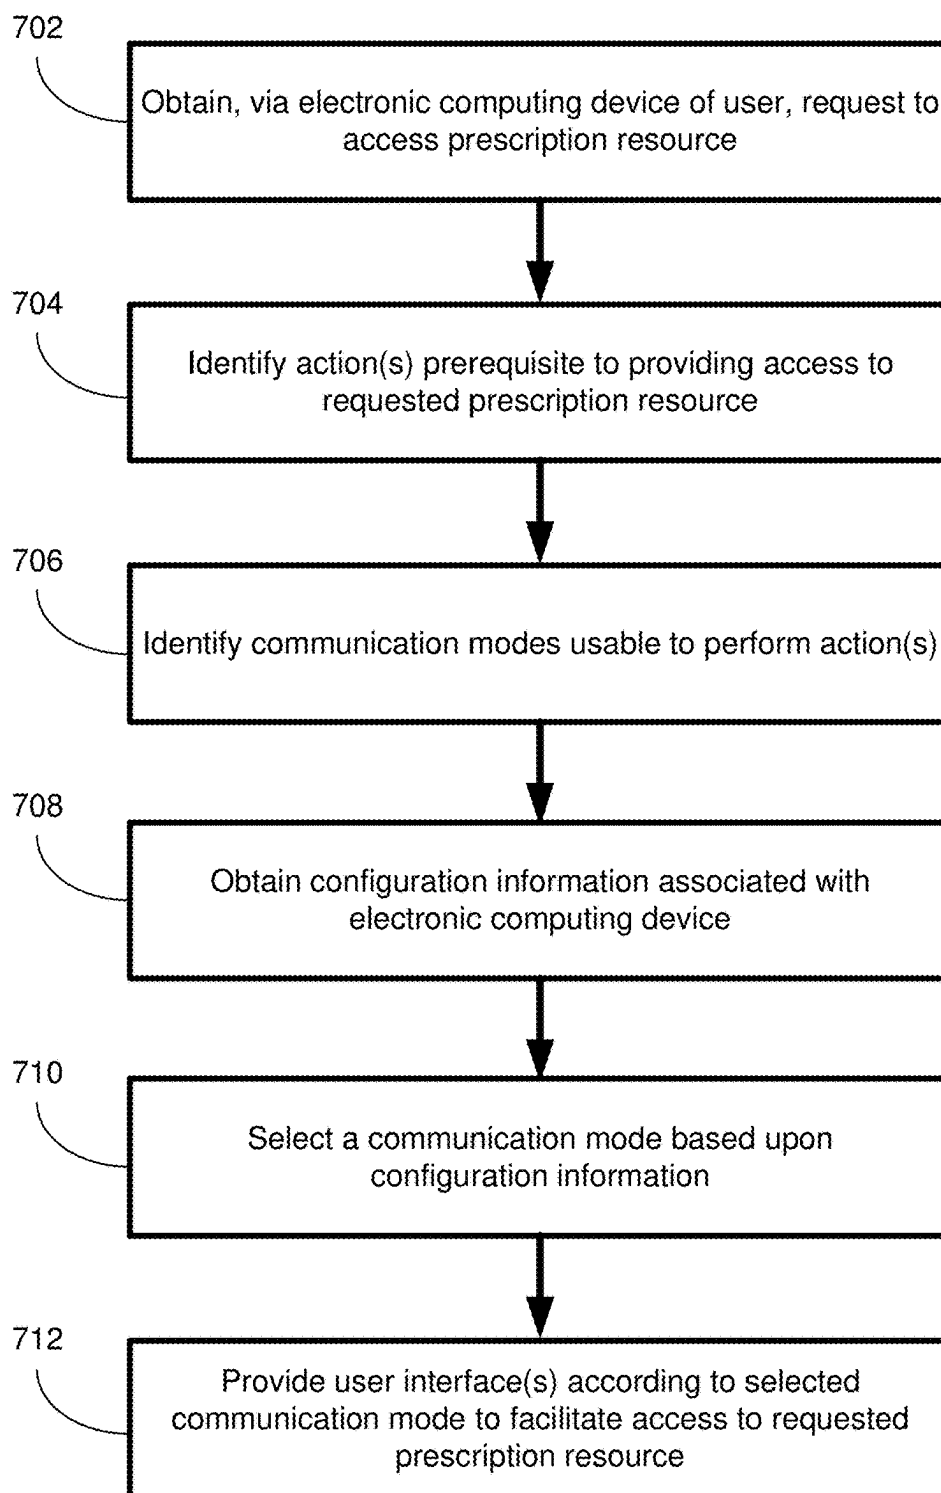 702
Obtain, via electronic computing device of user, request to
access prescription resource
704
Identify action(s) prerequisite to providing access to
requested prescription resource
706
Identify communication modes usable to perform action(s)
708
Obtain configuration information associated with
electronic computing device
710
Select a communication mode based upon
configuration information
712
Provide user interface(s) according to selected
communication mode to facilitate access to requested
prescription resource